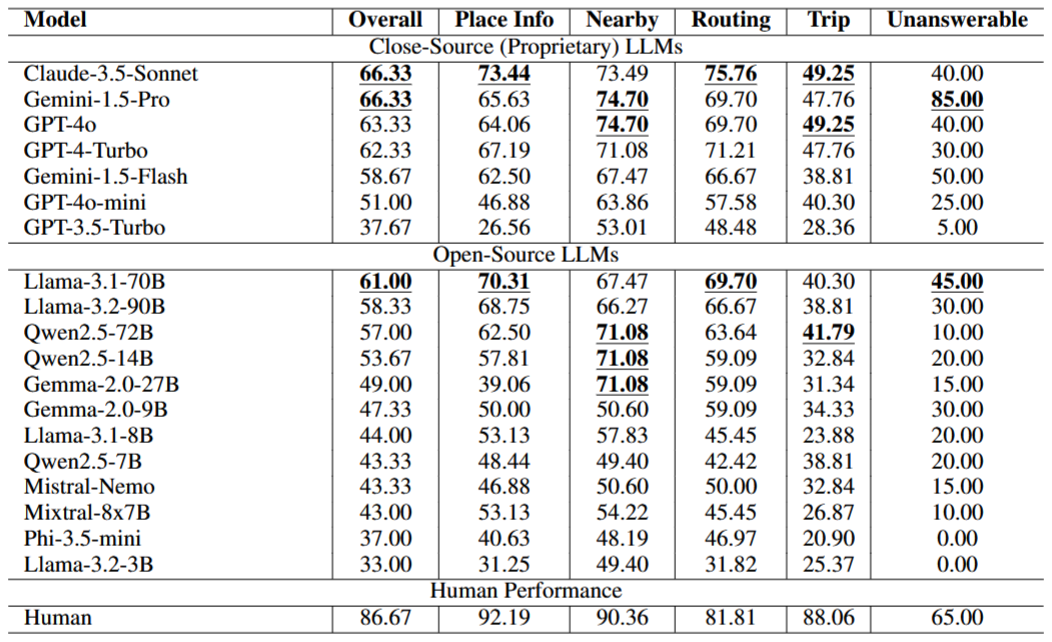 Model Overall Place Info Nearby Routing Trip Unanswerable
Close-Source (Proprietary) LLMs
Claude-3.5-Sonnet 66.33 73.44 73.49 75.76 49.25 40.00
Gemini-1.5-Pro 66.33 65.63 74.70 69.70 47.76 85.00
GPT-4o 63.33 64.06 74.70 69.70 49.25 40.00
GPT-4-Turbo 62.33 67.19 71.08 71.21 47.76 30.00
Gemini-1.5-Flash 58.67 62.50 67.47 66.67 38.81 50.00
GPT-4o-mini 51.00 46.88 63.86 57.58 40.30 25.00
GPT-3.5-Turbo 37.67 26.56 53.01 48.48 28.36 5.00
Open-Source LLMs
Llama-3.1-70B 61.00 70.31 67.47 69.70 40.30 45.00
Llama-3.2-90B 58.33 68.75 66.27 66.67 38.81 30.00
Qwen2.5-72B 57.00 62.50 71.08 63.64 41.79 10.00
Qwen2.5-14B 53.67 57.81 71.08 59.09 32.84 20.00
Gemma-2.0-27B 49.00 39.06 71.08 59.09 31.34 15.00
Gemma-2.0-9B 47.33 50.00 50.60 59.09 34.33 30.00
Llama-3.1-8B 44.00 53.13 57.83 45.45 23.88 20.00
Qwen2.5-7B 43.33 48.44 49.40 42.42 38.81 20.00
Mistral-Nemo 43.33 46.88 50.60 50.00 32.84 15.00
Mixtral-8x7B 43.00 53.13 54.22 45.45 26.87 10.00
Phi-3.5-mini 37.00 40.63 48.19 46.97 20.90 0.00
Llama-3.2-3B 33.00 31.25 49.40 31.82 25.37 0.00
Human Performance
Human 86.67 92.19 90.36 81.81 88.06 65.00